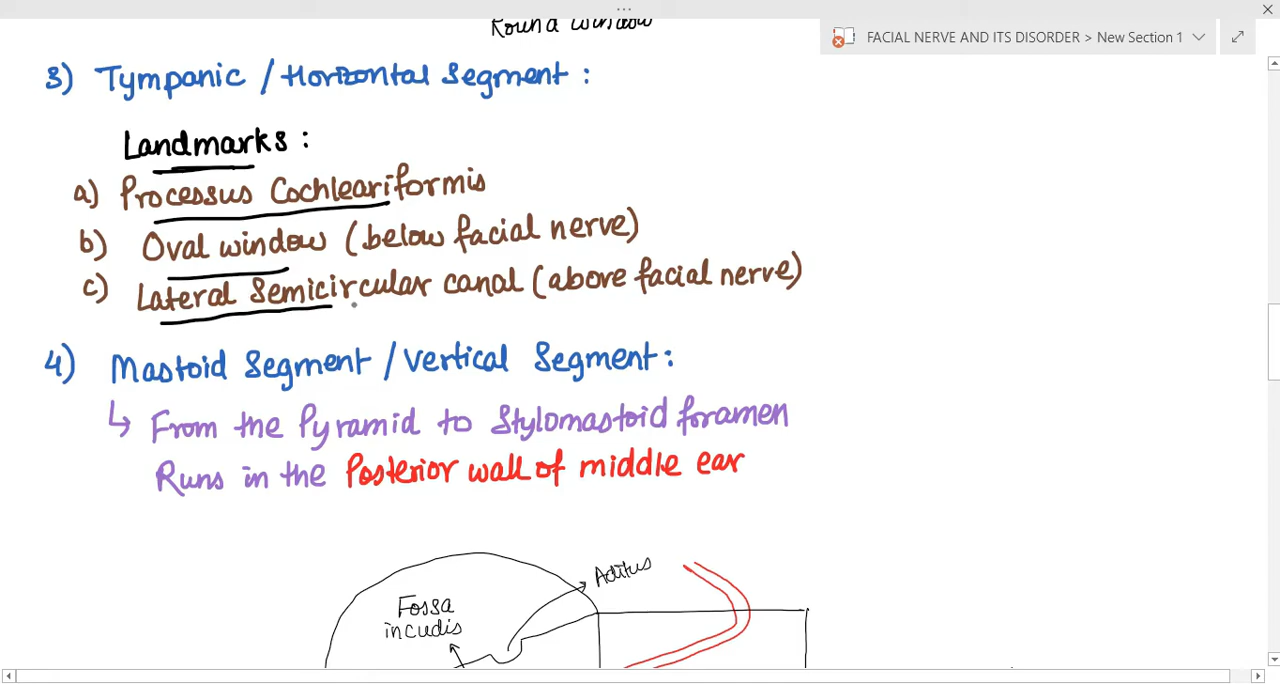 Round window
FACIAL NERVE AND ITS DISORDER > New Section 1
3) Tympanic / Horizontal Segment :
Landmarks :
a) Processus Cochleariformis
b) Oval window (below facial nerve)
c) Lateral Semicircular canal (above facial nerve)
4) Mastoid Segment / Vertical Segment :
↳ From the Pyramid to Stylomastoid foramen
Runs in the Posterior wall of middle ear
Aditus
Fossa
incudis